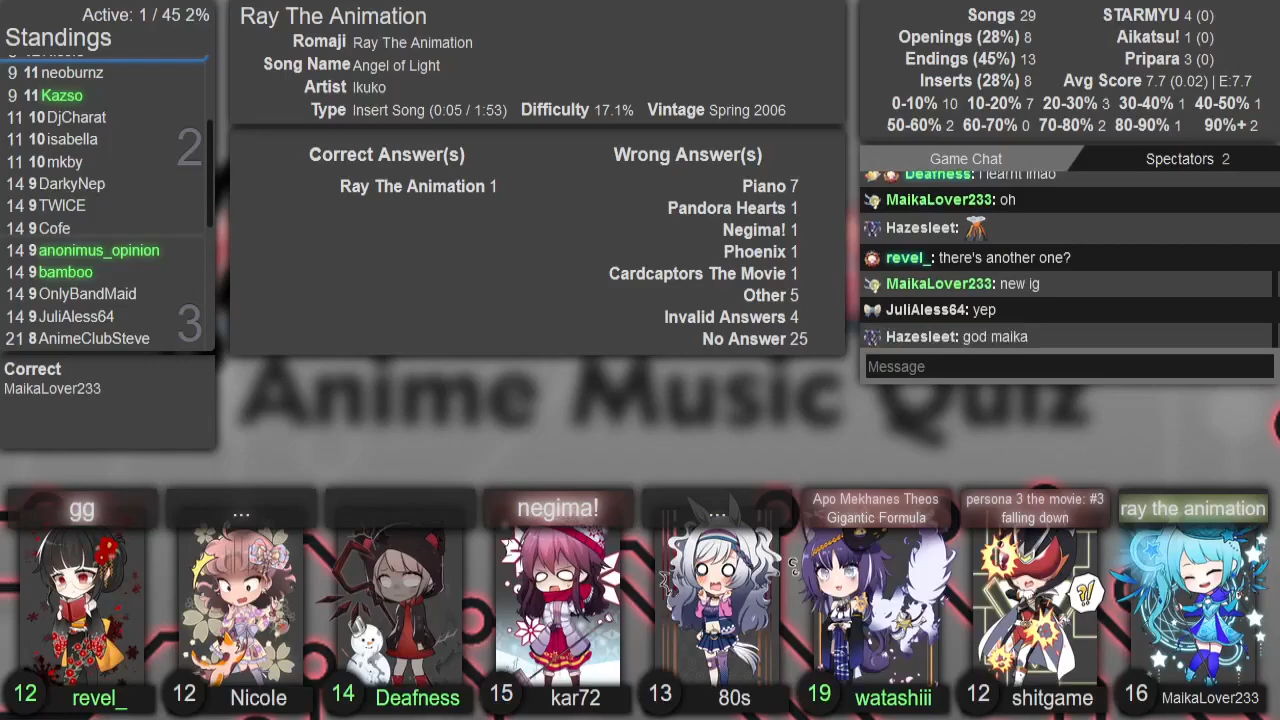 Active: 1 / 45 2%
Standings
9 11 neoburnz
9 11 Kazso
11 10 DjCharat
11 10 isabella
11 10 mkby
2
14 9 DarkyNep
14 9 TWICE
14 9 Cofe
14 9 anonimus_opinion
14 9 bamboo
14 9 OnlyBandMaid
14 9 JuliAless64
3
21 8 AnimeClubSteve
Correct
MaikaLover233
Ray The Animation
Romaji Ray The Animation
Song Name Angel of Light
Artist Ikuko
Type Insert Song (0:05 / 1:53) Difficulty 17.1% Vintage Spring 2006
Correct Answer(s)
Ray The Animation 1
Wrong Answer(s)
Piano 7
Pandora Hearts 1
Negima! 1
Phoenix 1
Cardcaptors The Movie 1
Other 5
Invalid Answers 4
No Answer 25
Songs 29 STARMYU 4 (0)
Openings (28%) 8 Aikatsu! 1 (0)
Endings (45%) 13 Pripara 3 (0)
Inserts (28%) 8 Avg Score 7.7 (0.02) | E:7.7
0-10% 10 10-20% 7 20-30% 3 30-40% 1 40-50% 1
50-60% 2 60-70% 0 70-80% 2 80-90% 1 90%+ 2
Game Chat Spectators 2
Deafness: I learnt lmao
MaikaLover233: oh
Hazesleet:
revel_: there's another one?
MaikaLover233: new ig
JuliAless64: yep
Hazesleet: god maika
Message
Anime Music Quiz
gg
...
negima!
...
Apo Mekhanes Theos
Gigantic Formula
persona 3 the movie: #3
falling down
ray the animation
?!
12 revel_
12 Nicole
14 Deafness
15 kar72
13 80s
19 watashiii
12 shitgame
16 MaikaLover233